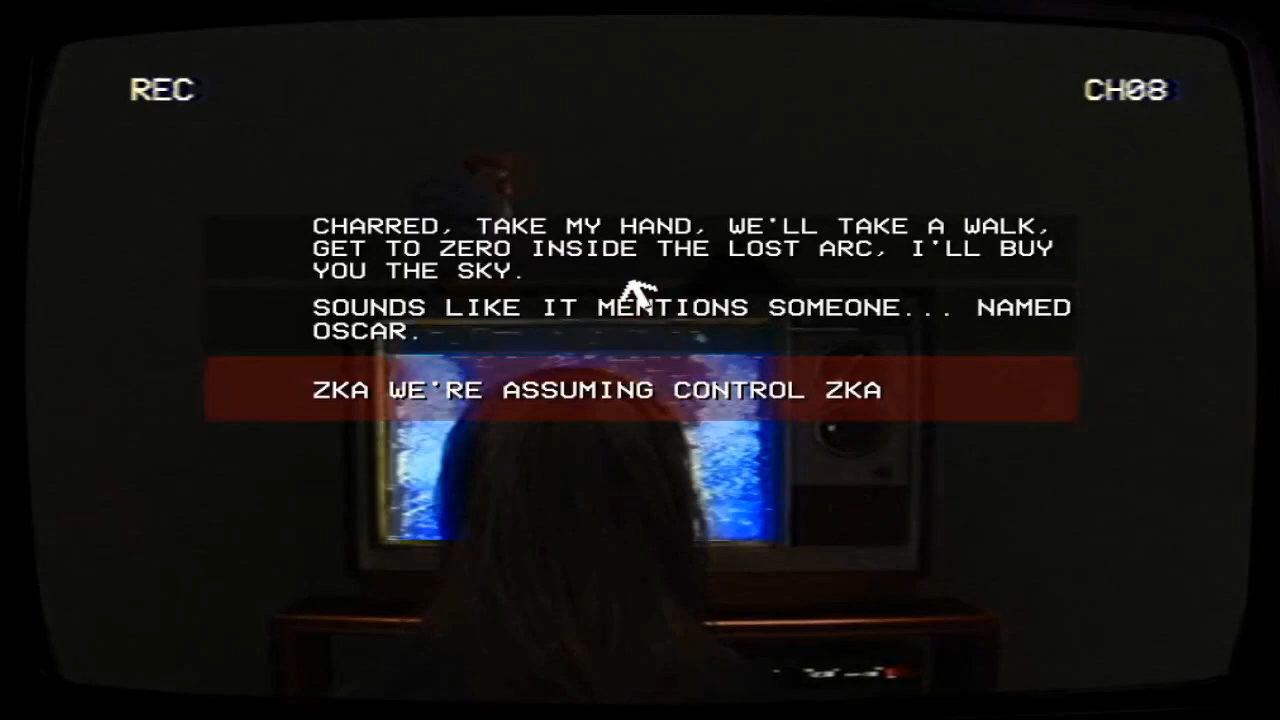 REC CH08
CHARRED, TAKE MY HAND, WE'LL TAKE A WALK,
GET TO ZERO INSIDE THE LOST ARC, I'LL BUY
YOU THE SKY.
SOUNDS LIKE IT MENTIONS SOMEONE... NAMED
OSCAR.
ZKA WE'RE ASSUMING CONTROL ZKA